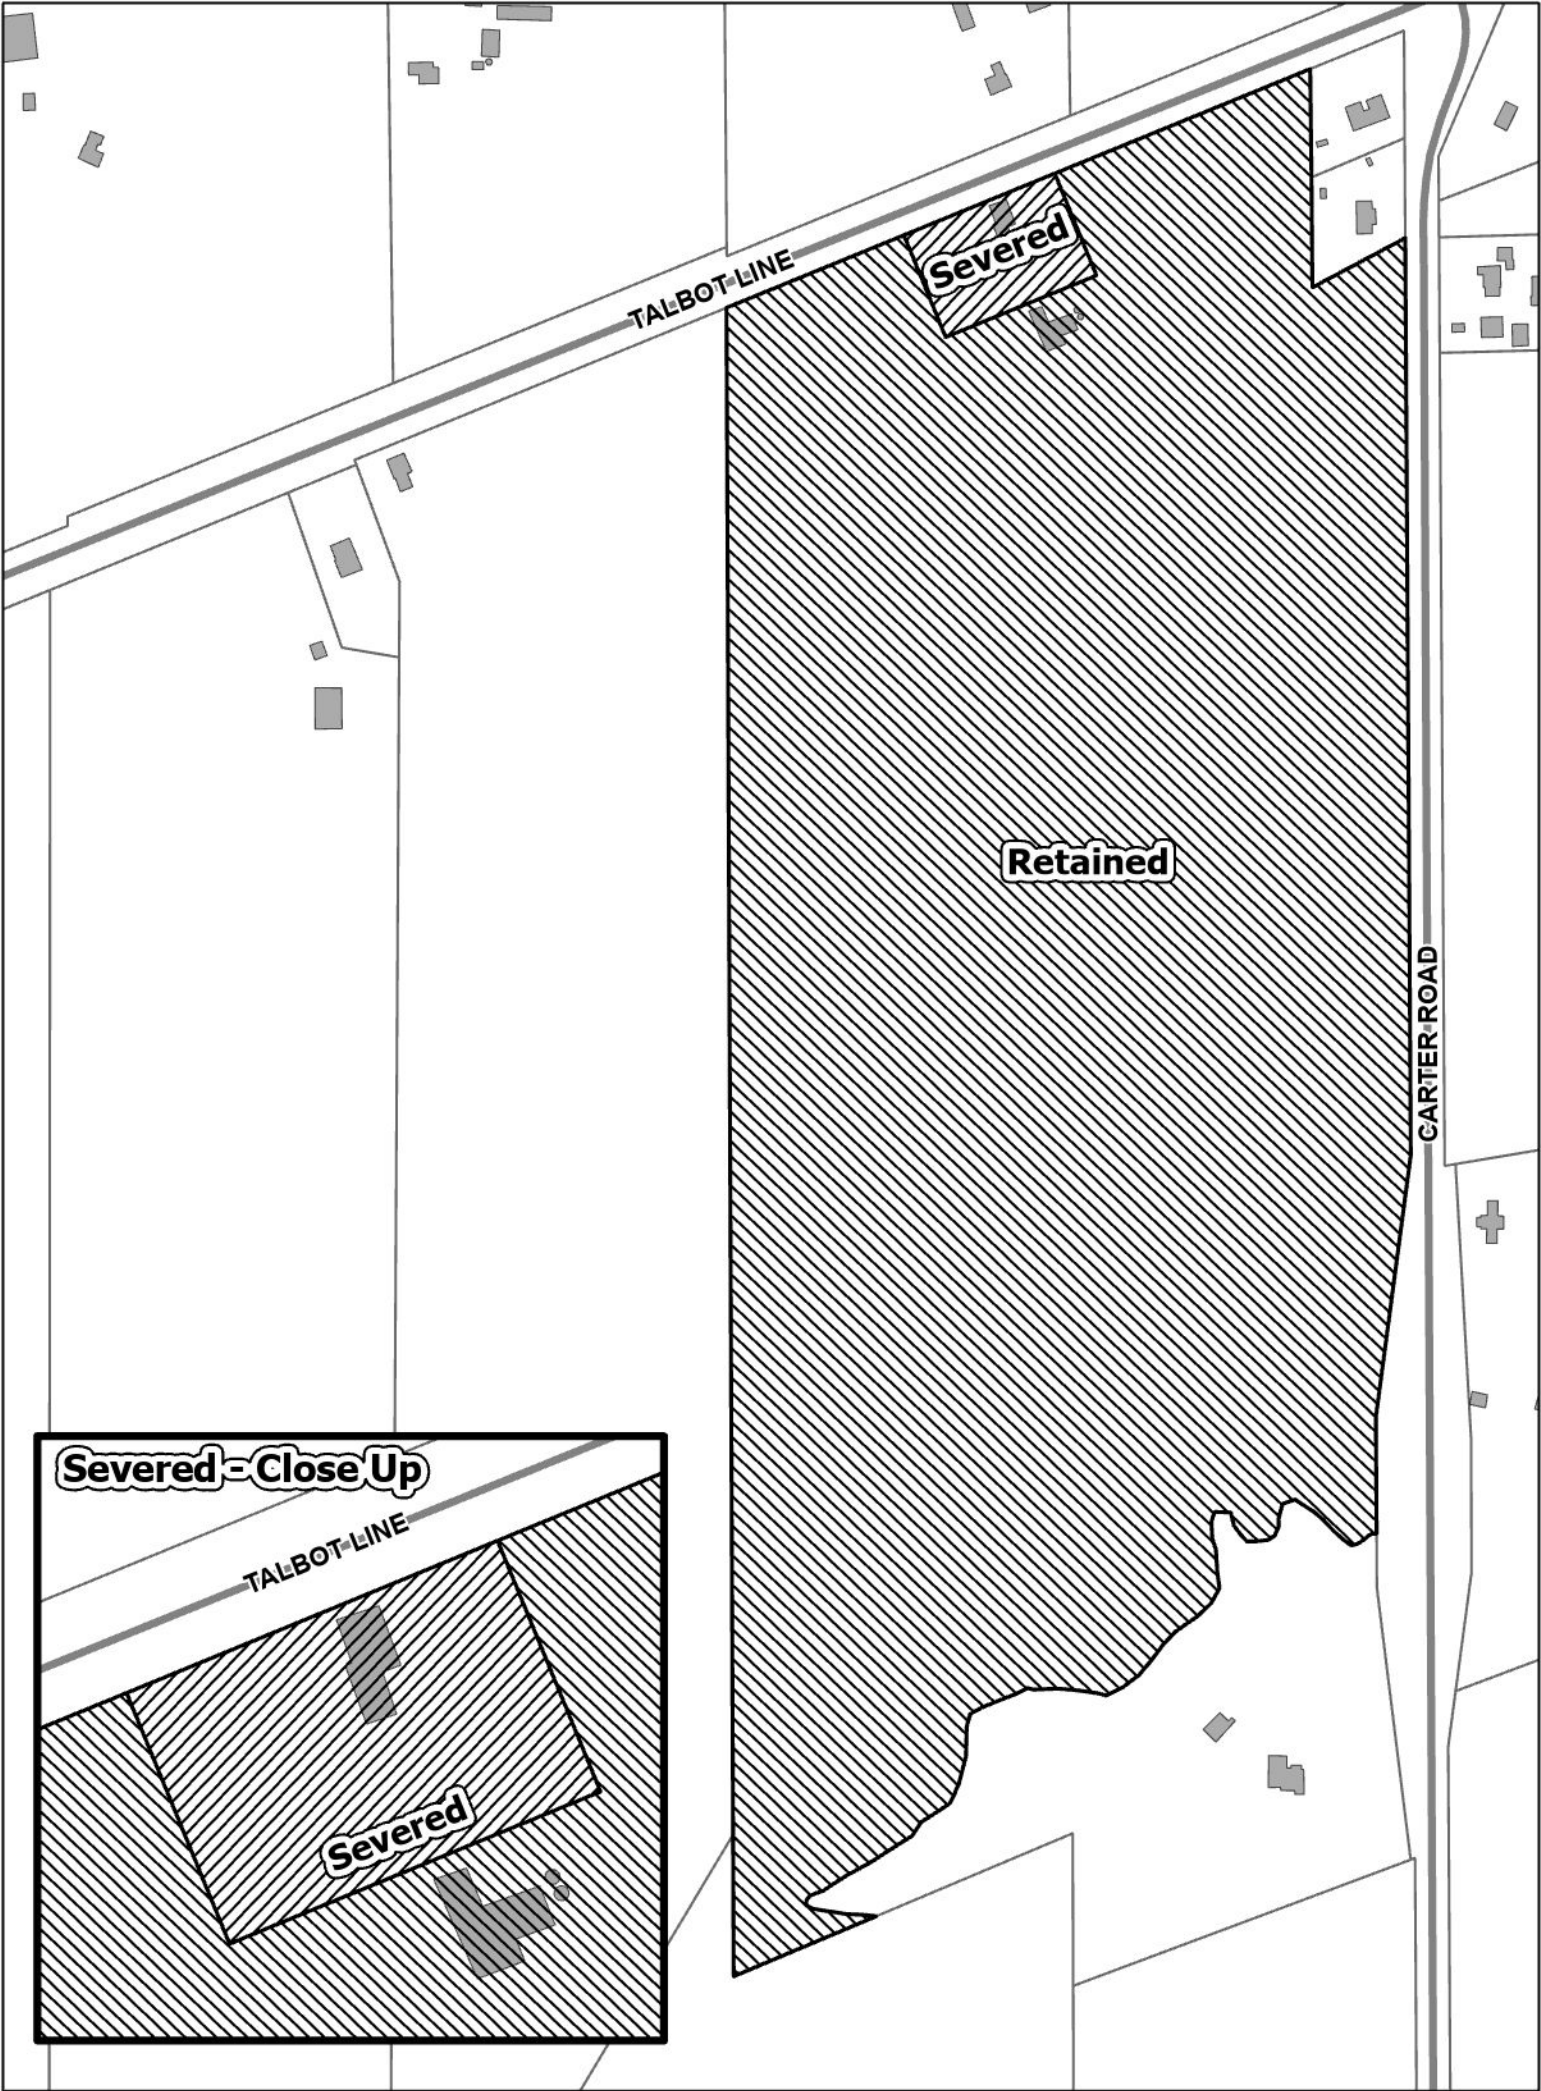 Severed
TALBOT LINE
Retained
CARTER ROAD
Severed - Close Up
TALBOT LINE
Severed